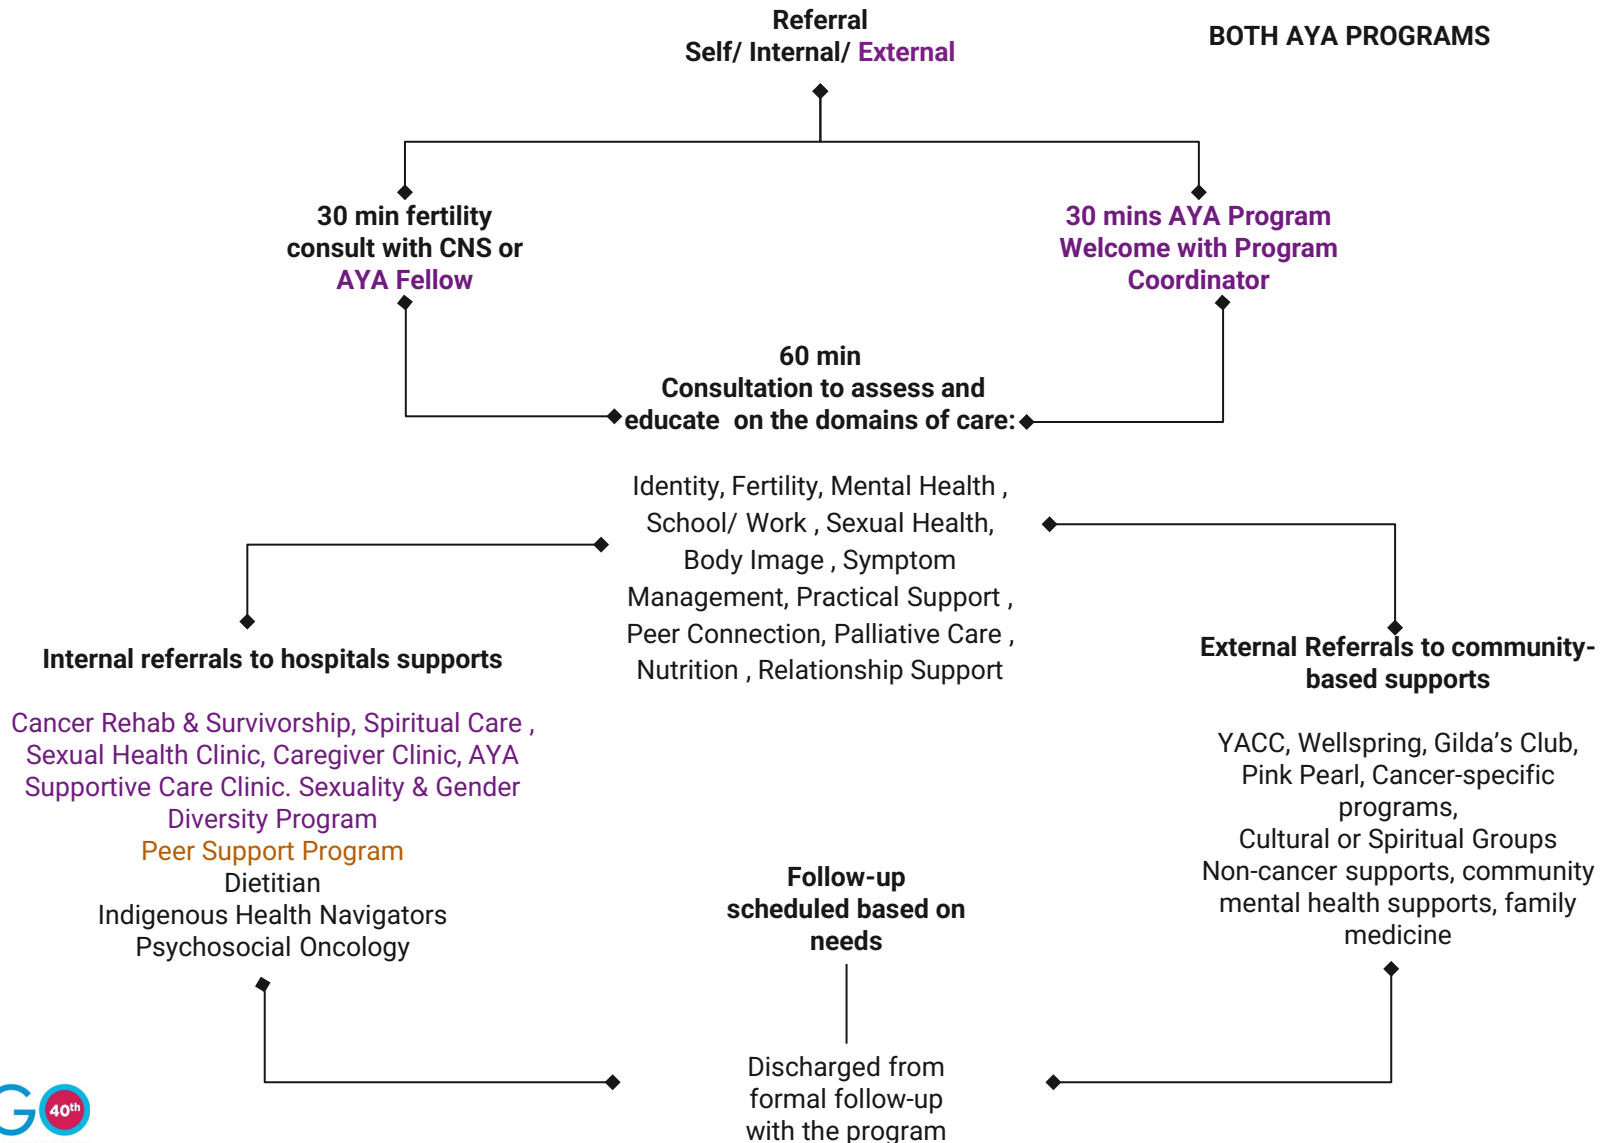 Referral
Self/ Internal/ External
BOTH AYA PROGRAMS
30 min fertility
consult with CNS or
AYA Fellow
30 mins AYA Program
Welcome with Program
Coordinator
60 min
Consultation to assess and
educate on the domains of care:
Identity, Fertility, Mental Health ,
School/ Work , Sexual Health,
Body Image , Symptom
Management, Practical Support ,
Peer Connection, Palliative Care ,
Nutrition , Relationship Support
Internal referrals to hospitals supports
Cancer Rehab & Survivorship, Spiritual Care ,
Sexual Health Clinic, Caregiver Clinic, AYA
Supportive Care Clinic. Sexuality & Gender
Diversity Program
Peer Support Program
Dietitian
Indigenous Health Navigators
Psychosocial Oncology
External Referrals to community-
based supports
YACC, Wellspring, Gilda’s Club,
Pink Pearl, Cancer-specific
programs,
Cultural or Spiritual Groups
Non-cancer supports, community
mental health supports, family
medicine
Follow-up
scheduled based on
needs
Discharged from
formal follow-up
with the program
GO
40th